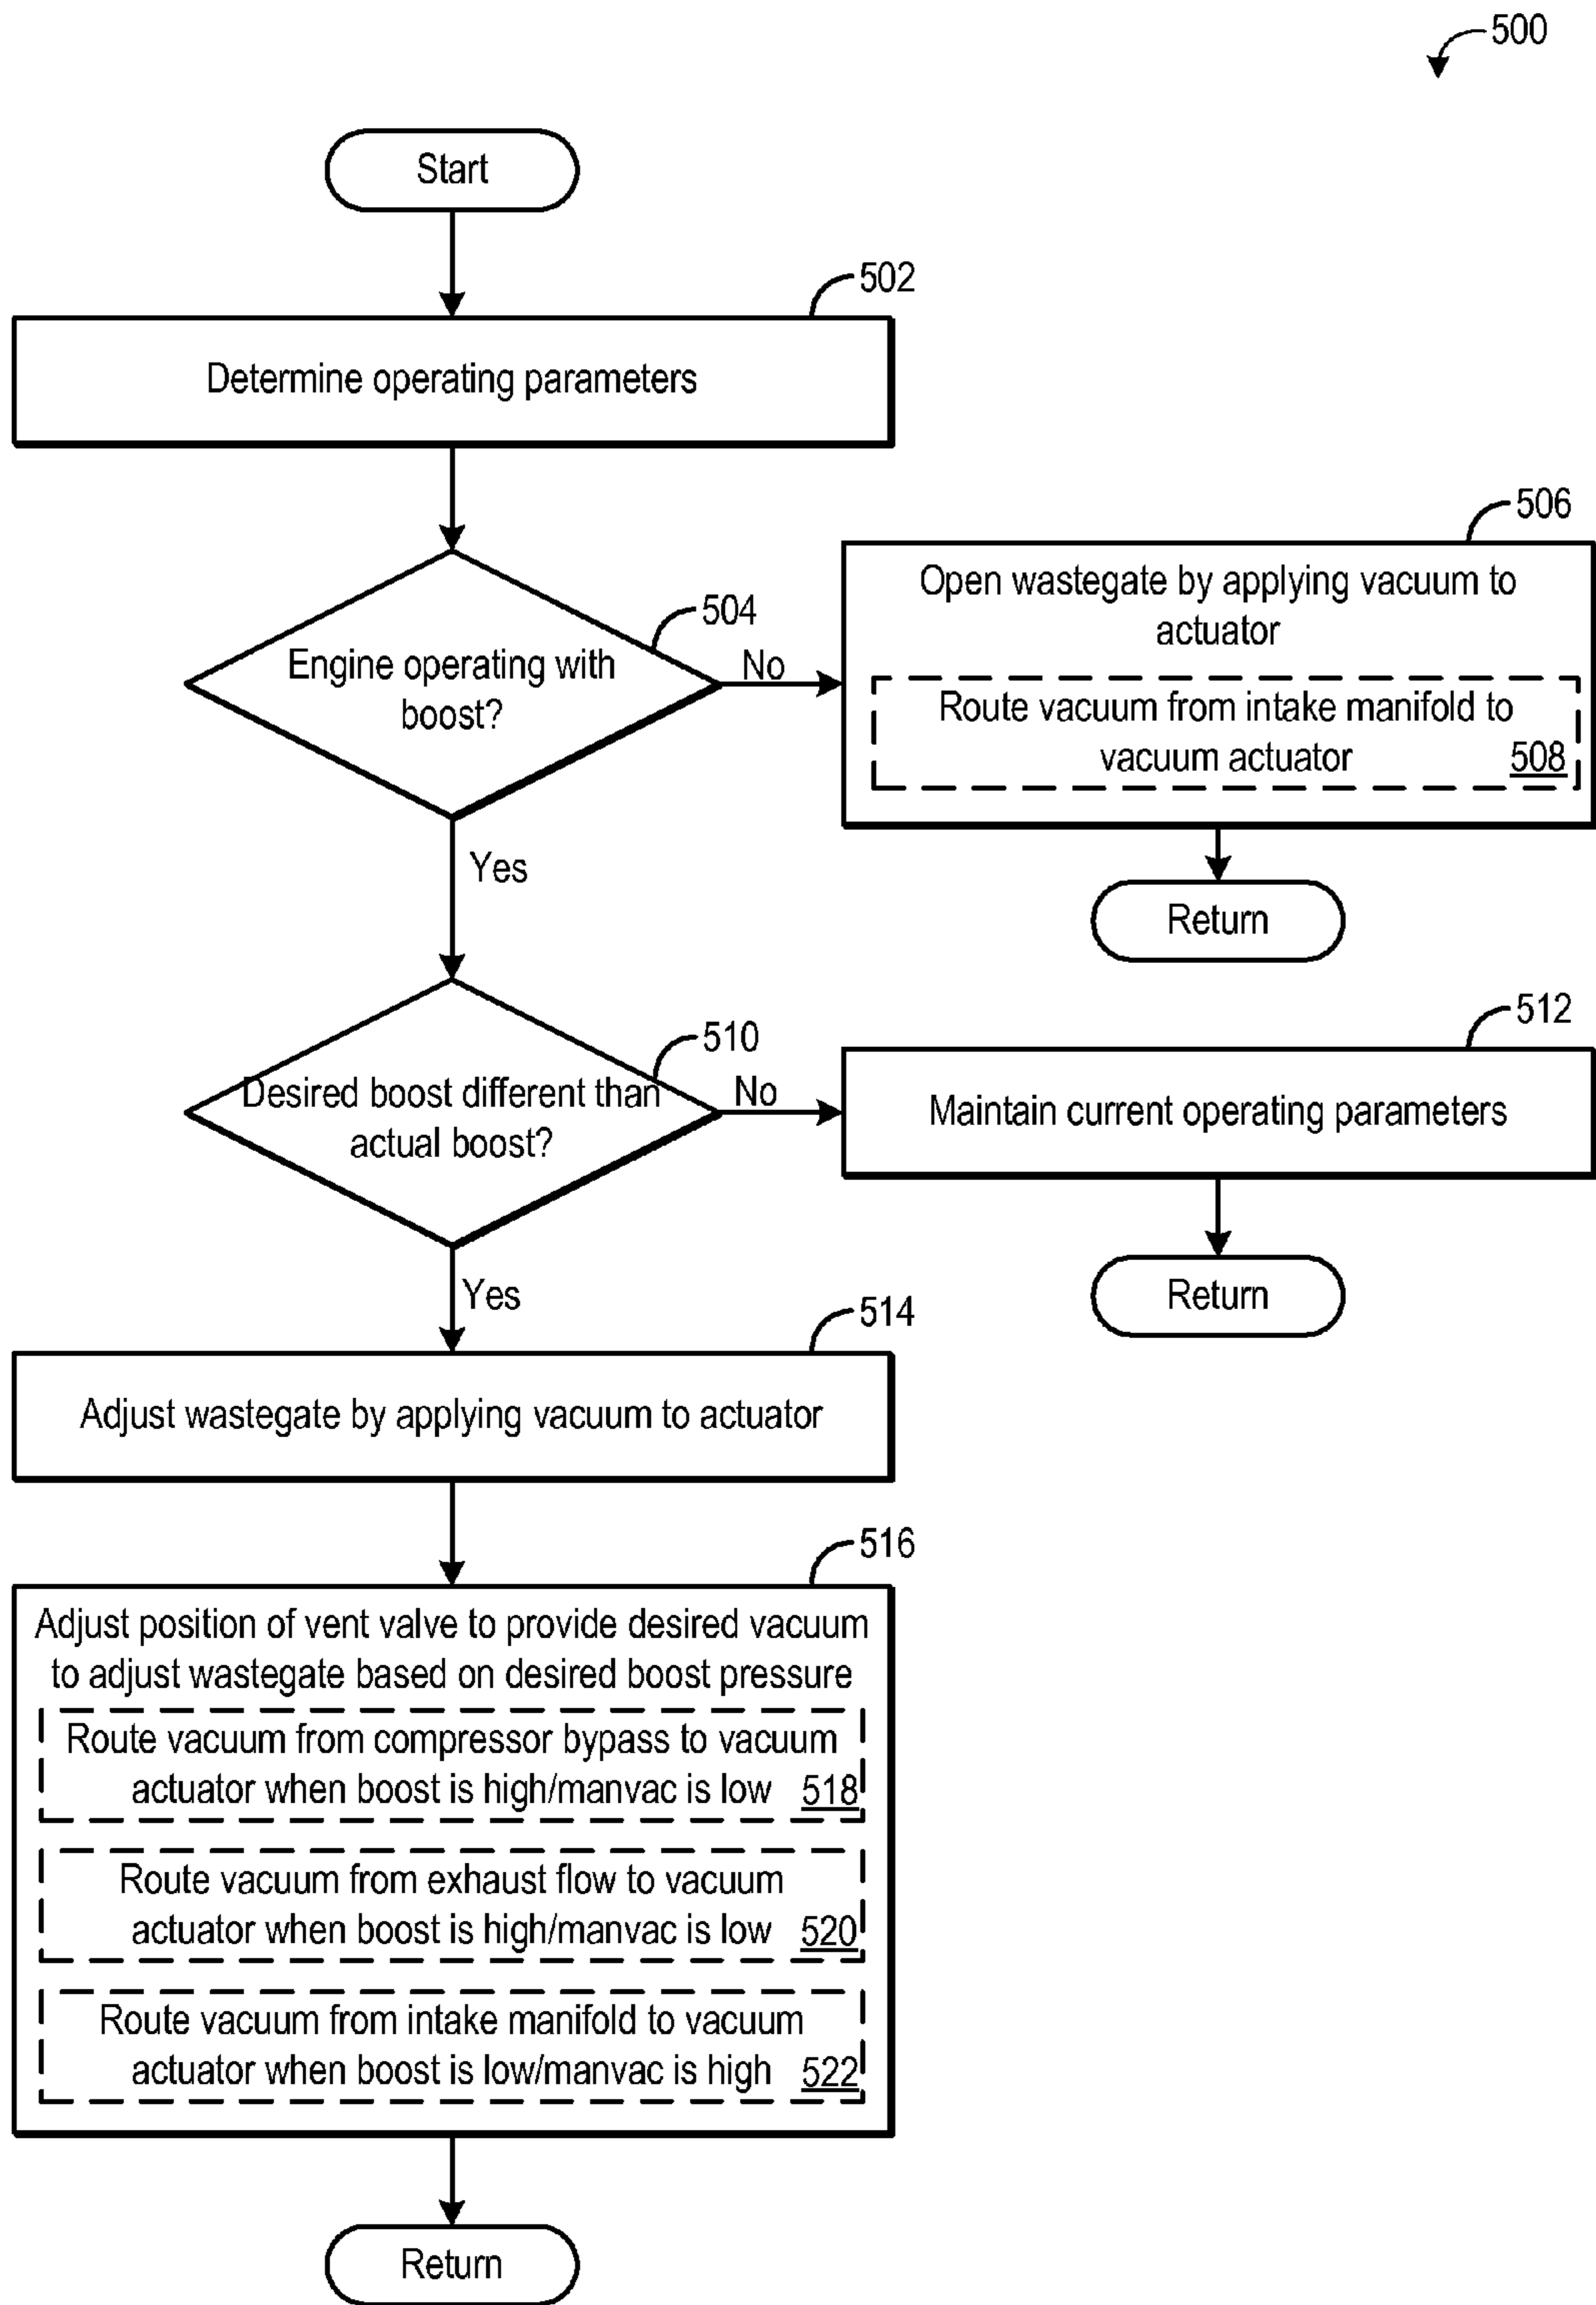 500
Start
502
Determine operating parameters
504
Engine operating with
boost?
No
506
Open wastegate by applying vacuum to
actuator
Route vacuum from intake manifold to
vacuum actuator 508
Return
Yes
510
Desired boost different than
actual boost?
No
512
Maintain current operating parameters
Return
Yes
514
Adjust wastegate by applying vacuum to actuator
516
Adjust position of vent valve to provide desired vacuum
to adjust wastegate based on desired boost pressure
Route vacuum from compressor bypass to vacuum
actuator when boost is high/manvac is low 518
Route vacuum from exhaust flow to vacuum
actuator when boost is high/manvac is low 520
Route vacuum from intake manifold to vacuum
actuator when boost is low/manvac is high 522
Return